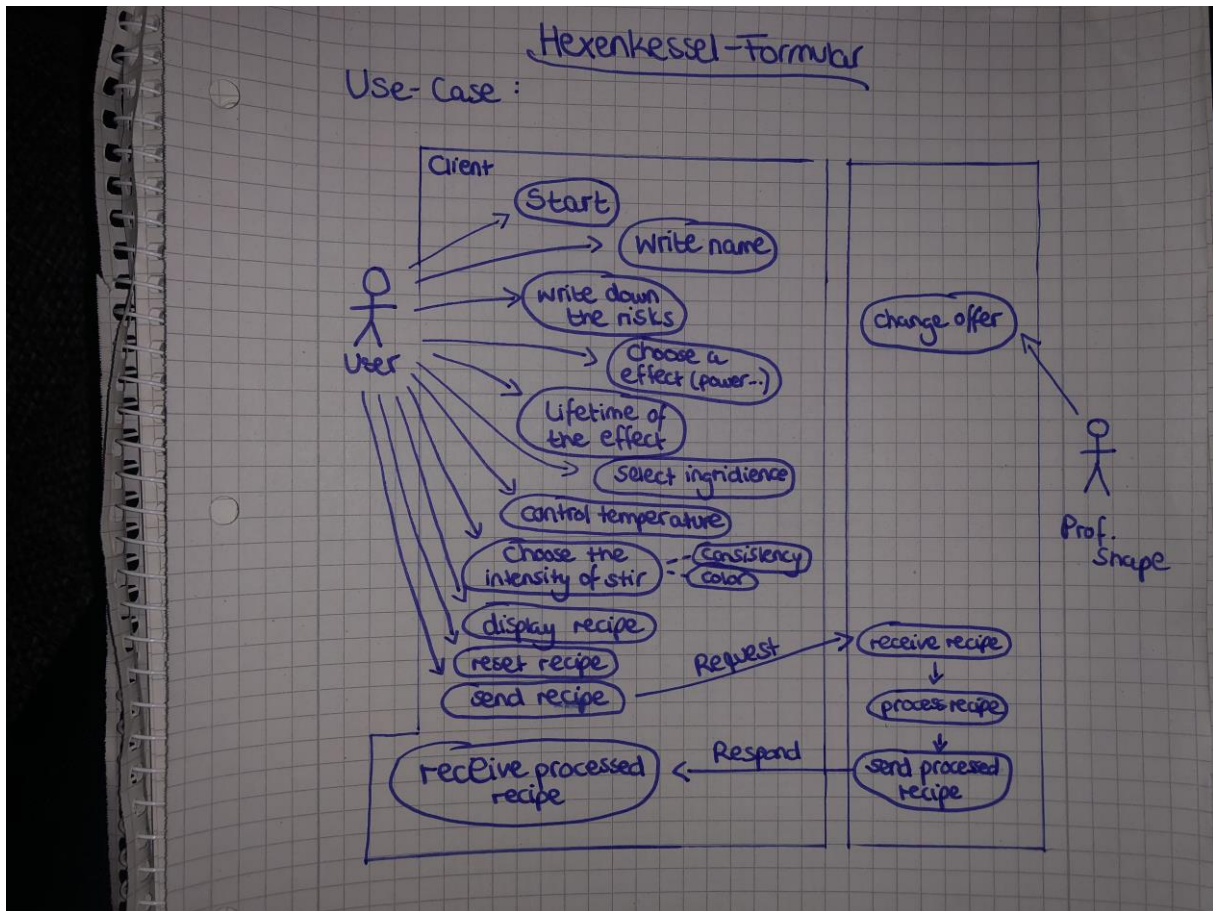 Hexenkessel-Formular
Use-Case :
Client
Start
write name
write down
the risks
choose a
effect (power...)
Lifetime of
the effect
select ingridience
control temperature
choose the
intensity of stir
consistency
color
display recipe
reset recipe
send recipe
receive processed
recipe
User
Request
Respond
change offer
Prof.
Snape
receive recipe
process recipe
send processed
recipe